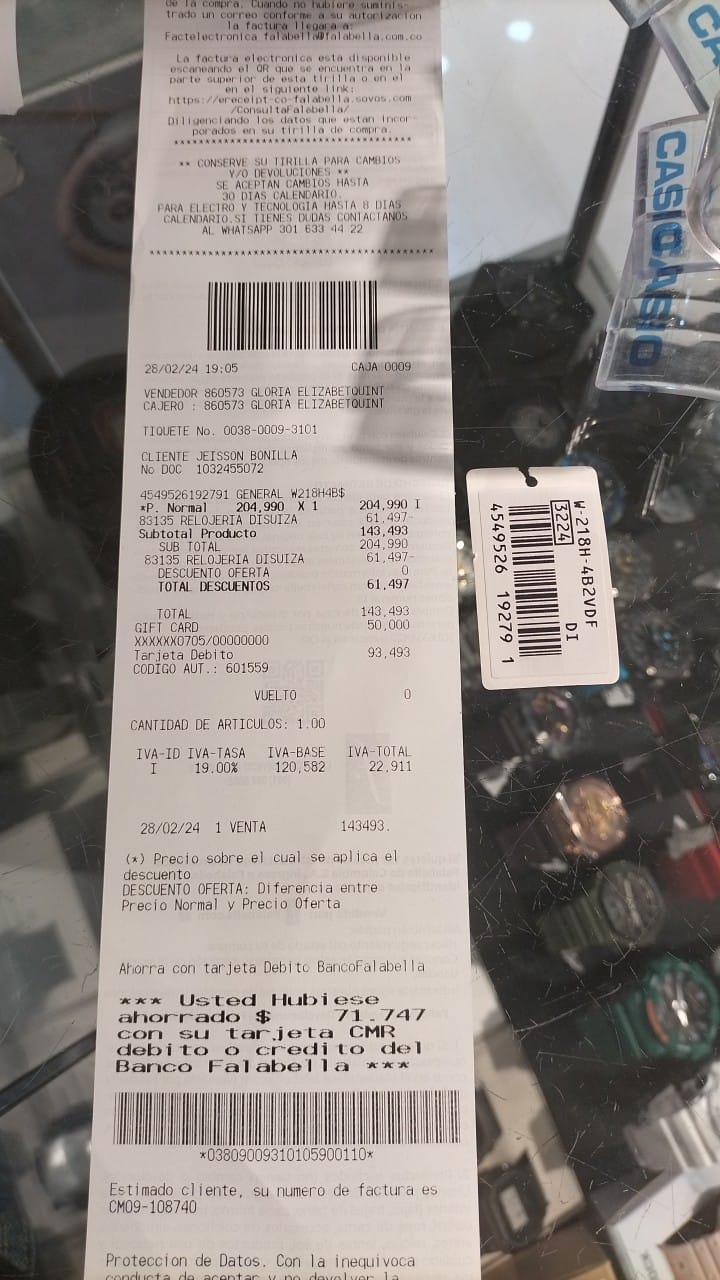 de la compra. Cuando no hubiere suminis-
trado un correo conforme a su autorizacion
la factura llegara a:
Factelectronica falabella@falabella.com.co
La factura electronica esta disponible
escaneando el QR que se encuentra en la
parte superior de esta tirilla o en el
en el siguiente link:
https://ereceipt-co-falabella.sovos.com
/ConsultaFalabella/
Diligenciando los datos que estan incor-
porados en su tirilla de compra.
** CONSERVE SU TIRILLA PARA CAMBIOS
Y/O DEVOLUCIONES **
SE ACEPTAN CAMBIOS HASTA
30 DIAS CALENDARIO.
PARA ELECTRO Y TECNOLOGIA HASTA 8 DIAS
CALENDARIO.SI TIENES DUDAS CONTACTANOS
AL WHATSAPP 301 633 44 22
28/02/24 19:05 CAJA 0009
VENDEDOR 860573 GLORIA ELIZABETQUINT
CAJERO : 860573 GLORIA ELIZABETQUINT
TIQUETE No. 0038-0009-3101
CLIENTE JEISSON BONILLA
No DOC 1032455072
4549526192791 GENERAL W218H4B$
*P. Normal 204,990 X 1 204,990 I
83135 RELOJERIA DISUIZA 61,497-
Subtotal Producto 143,493
SUB TOTAL 204,990
83135 RELOJERIA DISUIZA 61,497-
DESCUENTO OFERTA 0
TOTAL DESCUENTOS 61,497
TOTAL 143,493
GIFT CARD 50,000
XXXXXX0705/00000000
Tarjeta Debito 93,493
CODIGO AUT.: 601559
VUELTO 0
CANTIDAD DE ARTICULOS: 1.00
IVA-ID IVA-TASA IVA-BASE IVA-TOTAL
I 19.00% 120,582 22,911
28/02/24 1 VENTA 143493.
(*) Precio sobre el cual se aplica el
descuento
DESCUENTO OFERTA: Diferencia entre
Precio Normal y Precio Oferta
Ahorra con tarjeta Debito BancoFalabella
*** Usted Hubiese
ahorrado $ 71.747
con su tarjeta CMR
debito o credito del
Banco Falabella ***
*03809009310105900110*
Estimado cliente, su numero de factura es
CM09-108740
Proteccion de Datos. Con la inequivoca
conducta de aceptar y no devolver la
W-218H-4B2VDF
3224
DI
4549526 19279 1
CA
CASIO
CASIO